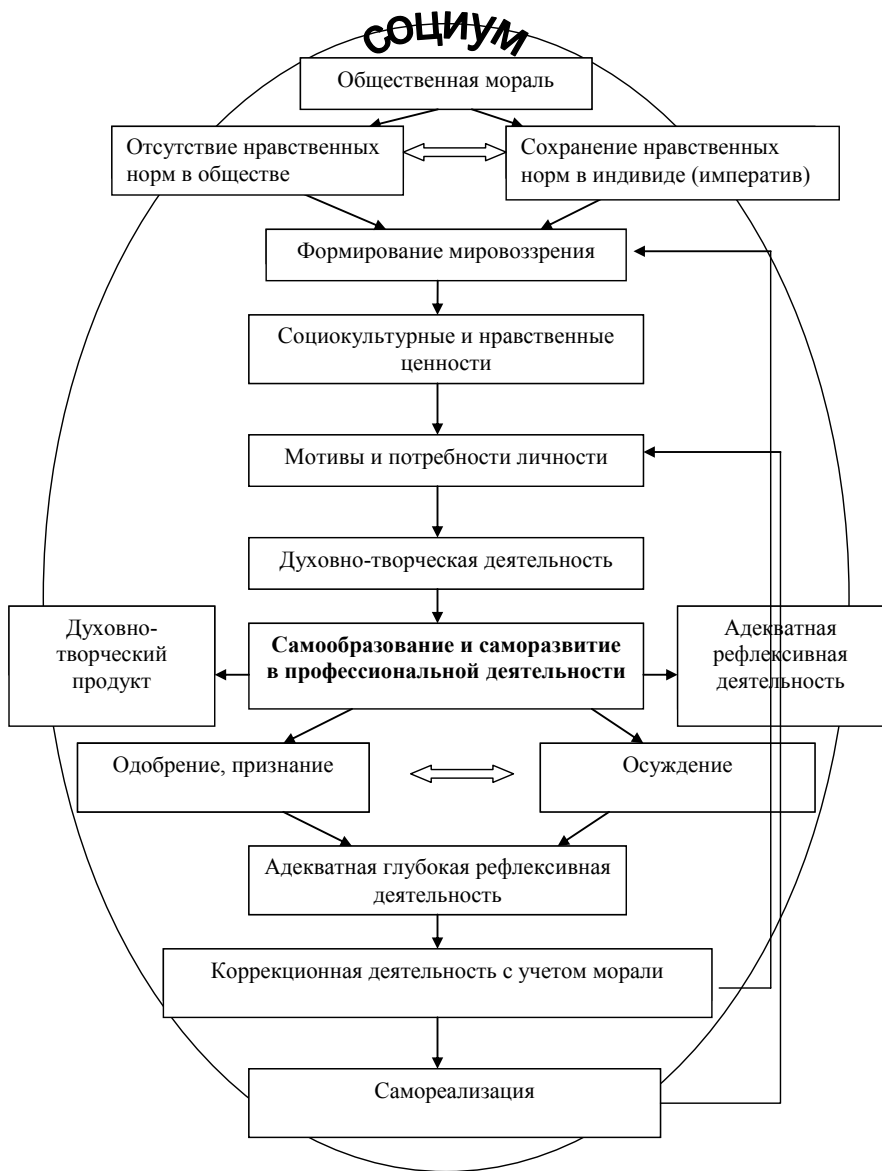 СОЦИУМ
Общественная мораль
Отсутствие нравственных
норм в обществе
Сохранение нравственных
норм в индивиде (императив)
Формирование мировоззрения
Социокультурные и нравственные
ценности
Мотивы и потребности личности
Духовно-творческая деятельность
Духовно-
творческий
продукт
Самообразование и саморазвитие
в профессиональной деятельности
Адекватная
рефлексивная
деятельность
Одобрение, признание
Осуждение
Адекватная глубокая рефлексивная
деятельность
Коррекционная деятельность с учетом морали
Самореализация